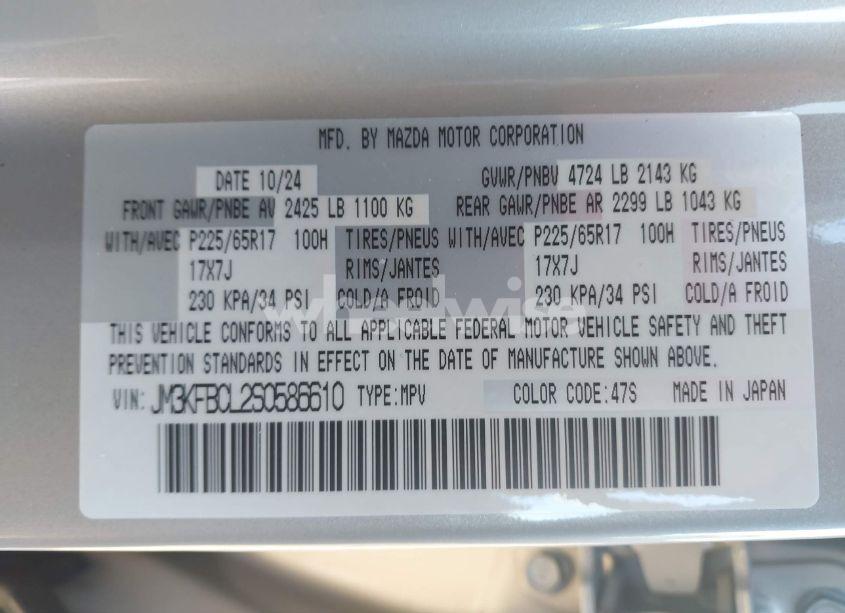 MFD. BY MAZDA MOTOR CORPORATION
DATE 10/24 GVWR/PNBV 4724 LB 2143 KG
FRONT GAWR/PNBE AV 2425 LB 1100 KG REAR GAWR/PNBE AR 2299 LB 1043 KG
WITH/AVEC P225/65R17 100H TIRES/PNEUS WITH/AVEC P225/65R17 100H TIRES/PNEUS
17X7J RIMS/JANTES 17X7J RIMS/JANTES
230 KPA/34 PSI COLD/A FROID 230 KPA/34 PSI COLD/A FROID
wheelwise
THIS VEHICLE CONFORMS TO ALL APPLICABLE FEDERAL MOTOR VEHICLE SAFETY AND THEFT
PREVENTION STANDARDS IN EFFECT ON THE DATE OF MANUFACTURE SHOWN ABOVE.
VIN: JM3KFBCL2S0586610 TYPE:MPV COLOR CODE:47S MADE IN JAPAN